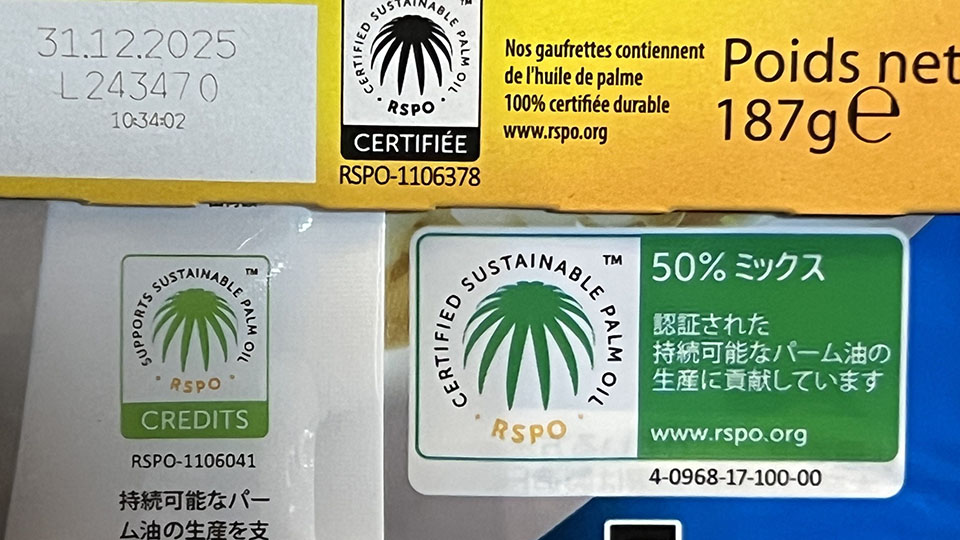 31.12.2025
L243470
10:34:02
CERTIFIED SUSTAINABLE PALM OIL
TM
RSPO
CERTIFIÉE
RSPO-1106378
Nos gaufrettes contiennent
de l'huile de palme
100% certifiée durable
www.rspo.org
Poids net
187g e
SUPPORTS SUSTAINABLE PALM OIL
TM
RSPO
CREDITS
RSPO-1106041
持続可能なパー
ム油の生産を支
CERTIFIED SUSTAINABLE PALM OIL
TM
RSPO
50% ミックス
認証された
持続可能なパーム油の
生産に貢献しています
www.rspo.org
4-0968-17-100-00